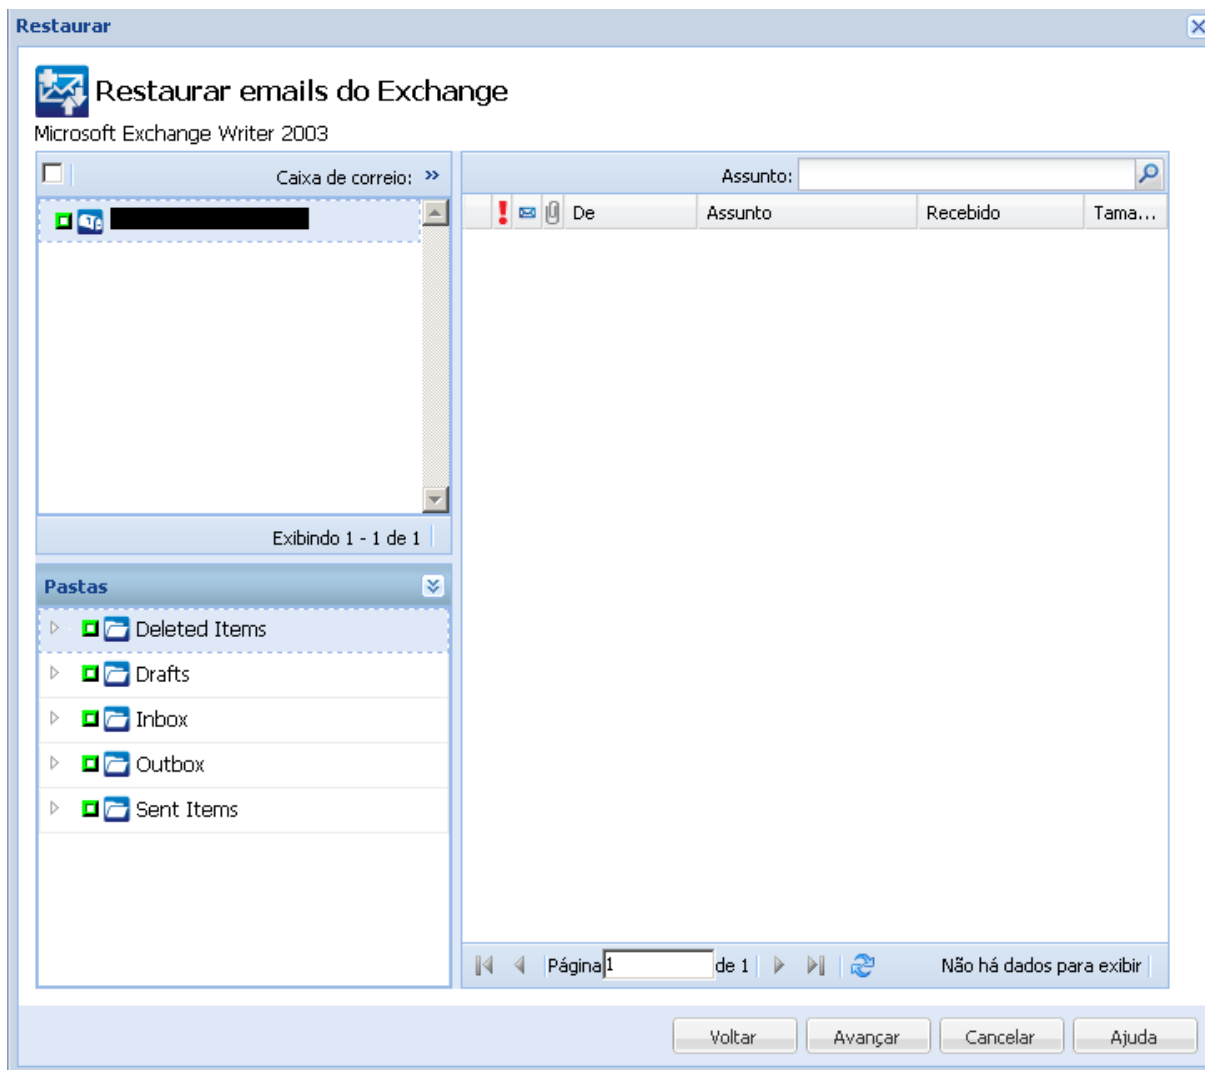 Restaurar
Restaurar emails do Exchange
Microsoft Exchange Writer 2003
Caixa de correio: »
Exibindo 1 - 1 de 1
Pastas
Deleted Items
Drafts
Inbox
Outbox
Sent Items
Assunto:
De Assunto Recebido Tama...
Página 1 de 1 Não há dados para exibir
Voltar Avançar Cancelar Ajuda